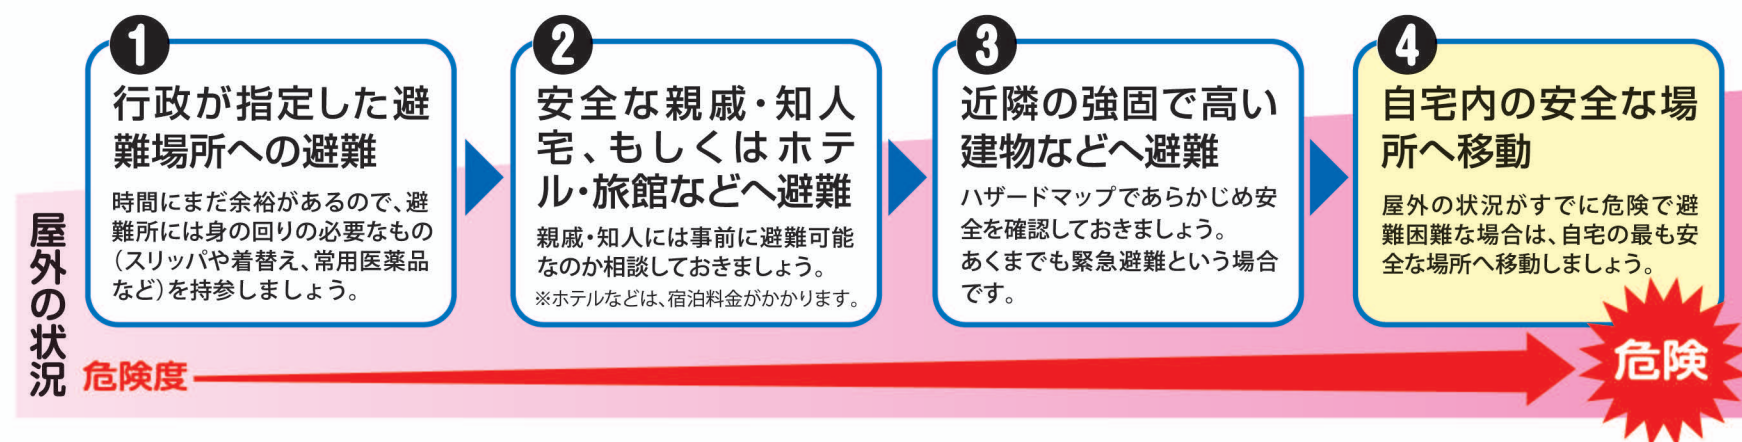 屋外の状況
1
行政が指定した避
難場所への避難
時間にまだ余裕があるので、避
難所には身の回りの必要なもの
（スリッパや着替え、常用医薬品
など）を持参しましょう。
2
安全な親戚・知人
宅、もしくはホテ
ル・旅館などへ避難
親戚・知人には事前に避難可能
なのか相談しておきましょう。
※ホテルなどは、宿泊料金がかかります。
3
近隣の強固で高い
建物などへ避難
ハザードマップであらかじめ安
全を確認しておきましょう。
あくまでも緊急避難という場合
です。
4
自宅内の安全な場
所へ移動
屋外の状況がすでに危険で避
難困難な場合は、自宅の最も安
全な場所へ移動しましょう。
危険度
危険